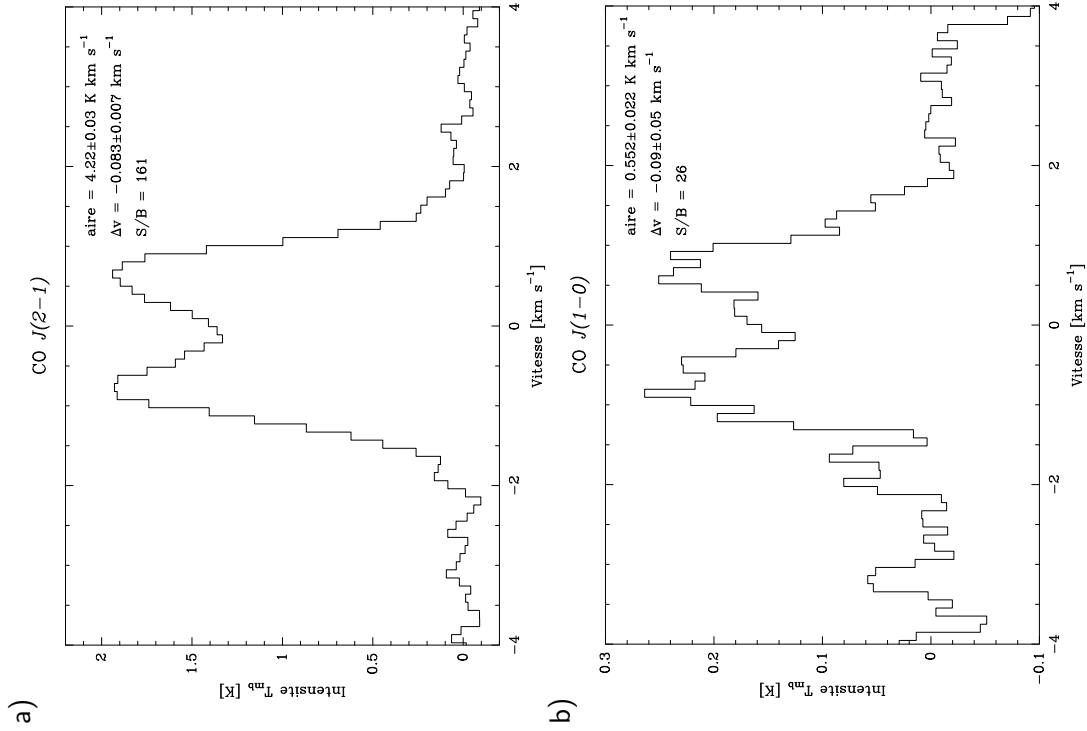 a)
CO J(2−1)
aire = 4.22±0.03 K km s⁻¹
Δv = −0.083±0.007 km s⁻¹
S/B = 161
Intensite T_mb [K]
2
1.5
1
0.5
0
−4 −2 0 2 4
Vitesse [km s⁻¹]
b)
CO J(1−0)
aire = 0.552±0.022 K km s⁻¹
Δv = −0.09±0.05 km s⁻¹
S/B = 26
Intensite T_mb [K]
0.3
0.2
0.1
0
−0.1
−4 −2 0 2 4
Vitesse [km s⁻¹]